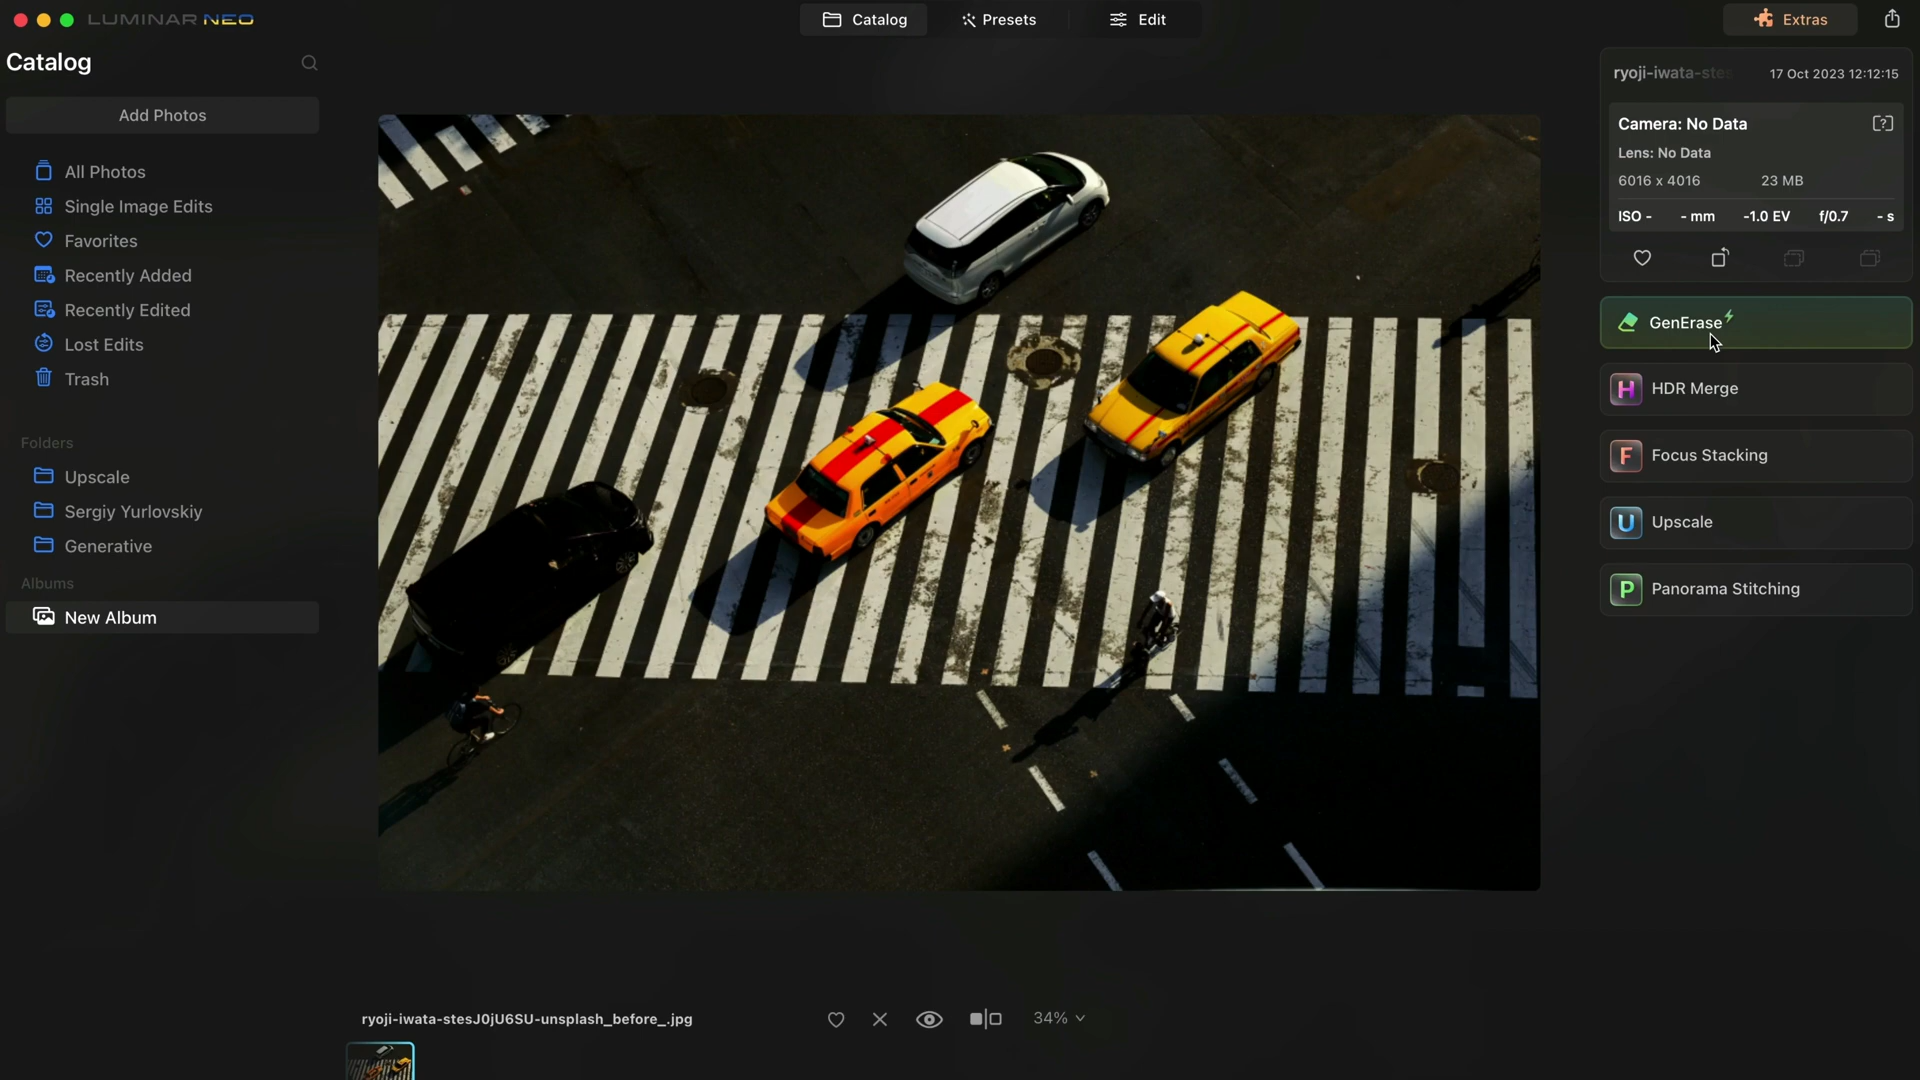 LUMINAR NEO
Catalog
Presets
Edit
Extras
Catalog
Add Photos
All Photos
Single Image Edits
Favorites
Recently Added
Recently Edited
Lost Edits
Trash
Folders
Upscale
Sergiy Yurlovskiy
Generative
Albums
New Album
ryoji-iwata-stes 17 Oct 2023 12:12:15
Camera: No Data
Lens: No Data
6016 x 4016 23 MB
ISO - - mm -1.0 EV f/0.7 - s
GenErase
H HDR Merge
F Focus Stacking
U Upscale
P Panorama Stitching
ryoji-iwata-stesJ0jU6SU-unsplash_before_.jpg
34%